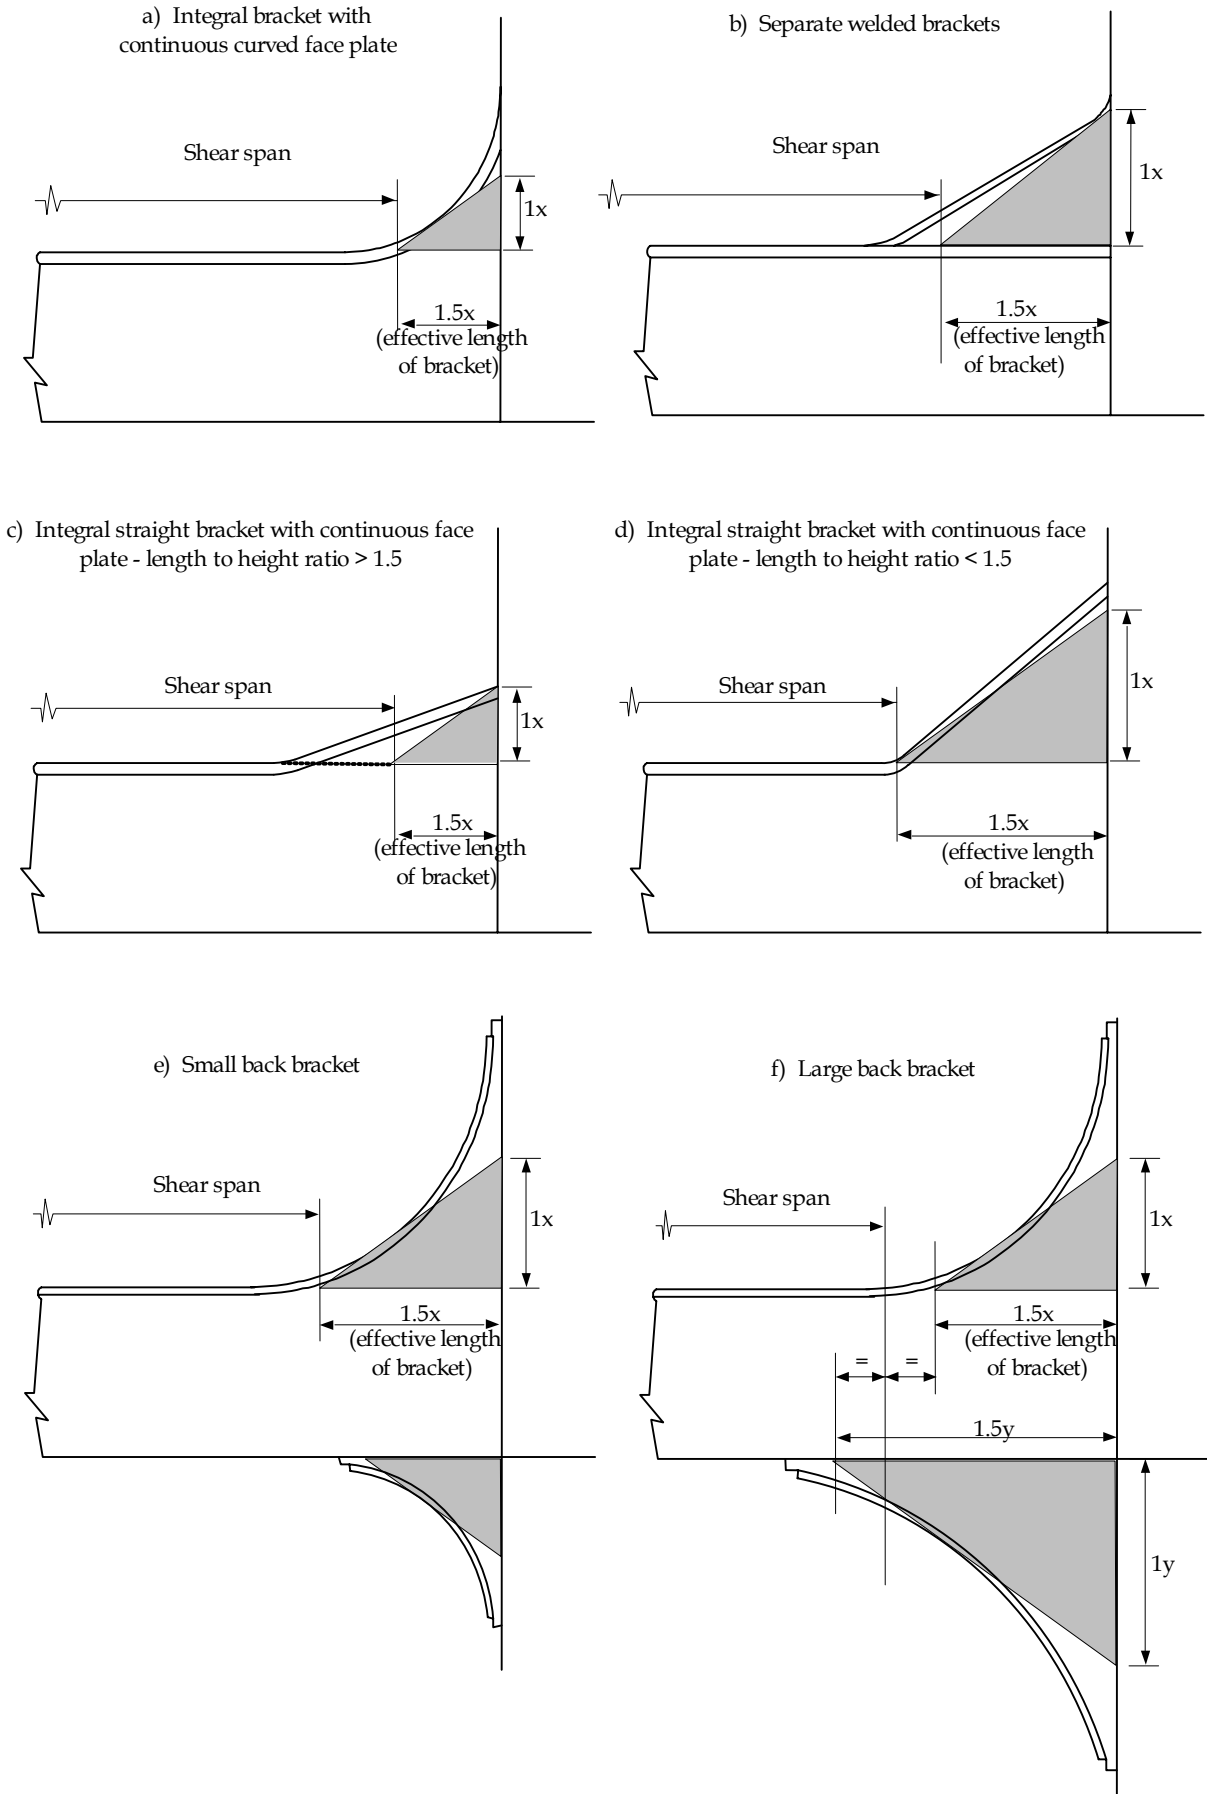 a) Integral bracket with
continuous curved face plate
Shear span
1x
1.5x
(effective length
of bracket)
b) Separate welded brackets
Shear span
1x
1.5x
(effective length
of bracket)
c) Integral straight bracket with continuous face
plate - length to height ratio > 1.5
Shear span
1x
1.5x
(effective length
of bracket)
d) Integral straight bracket with continuous face
plate - length to height ratio < 1.5
Shear span
1x
1.5x
(effective length
of bracket)
e) Small back bracket
Shear span
1x
1.5x
(effective length
of bracket)
f) Large back bracket
Shear span
1x
1.5x
(effective length
of bracket)
= =
1.5y
1y